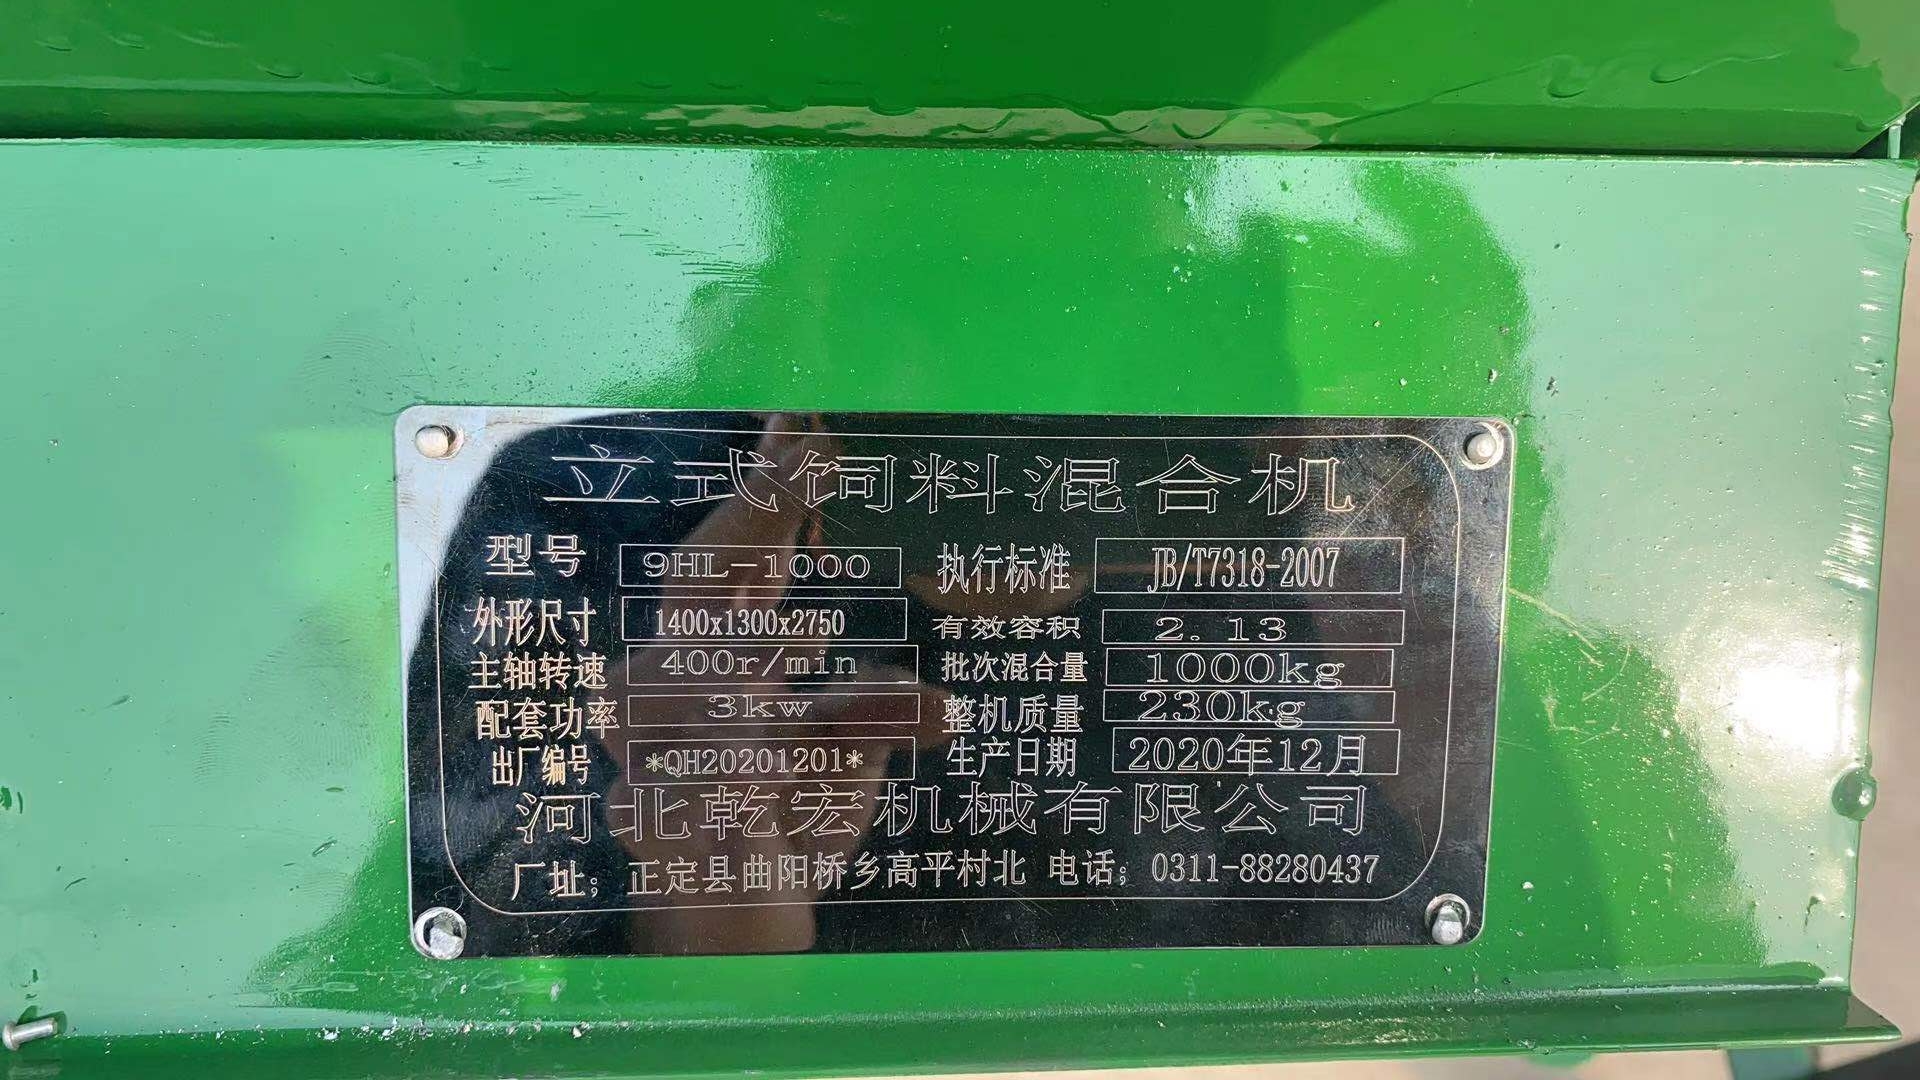 立式饲料混合机
型号 9HL-1000 执行标准 JB/T7318-2007
外形尺寸 1400x1300x2750 有效容积 2.13
主轴转速 400r/min 批次混合量 1000kg
配套功率 3kw 整机质量 230kg
出厂编号 *QH20201201* 生产日期 2020年12月
河北乾宏机械有限公司
厂址; 正定县曲阳桥乡高平村北 电话; 0311-88280437